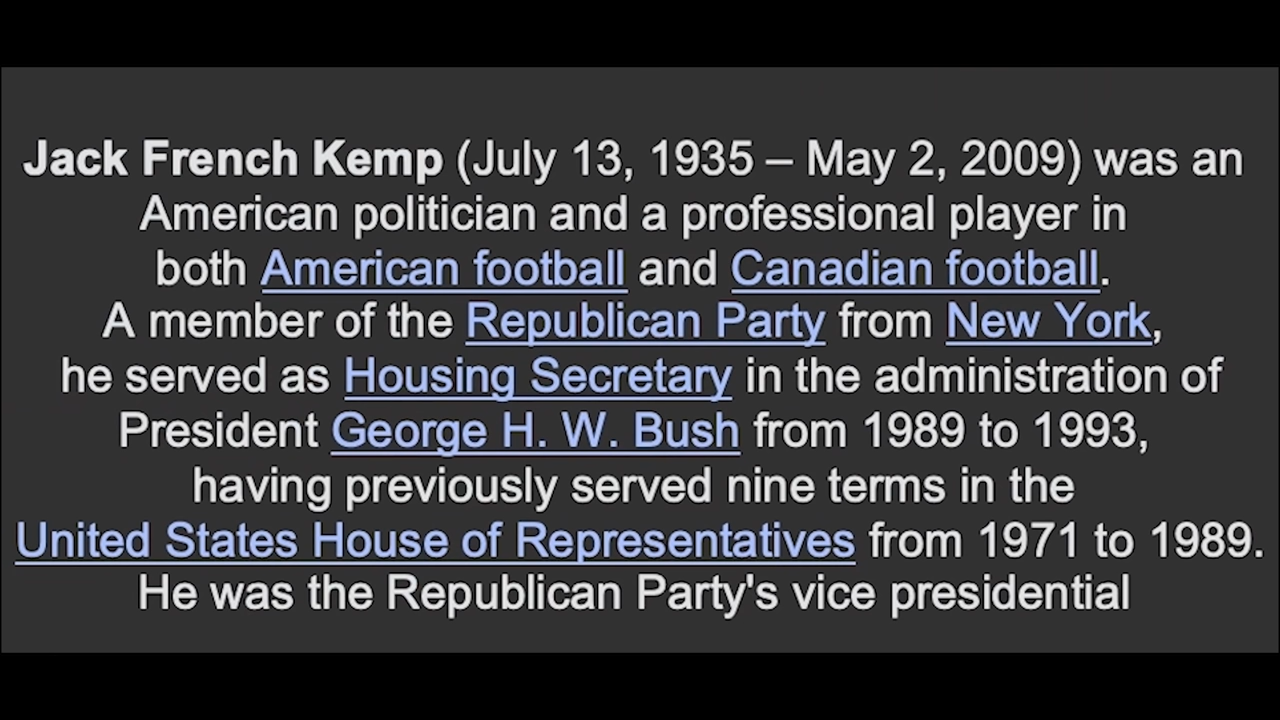 Jack French Kemp (July 13, 1935 – May 2, 2009) was an
American politician and a professional player in
both American football and Canadian football.
A member of the Republican Party from New York,
he served as Housing Secretary in the administration of
President George H. W. Bush from 1989 to 1993,
having previously served nine terms in the
United States House of Representatives from 1971 to 1989.
He was the Republican Party's vice presidential